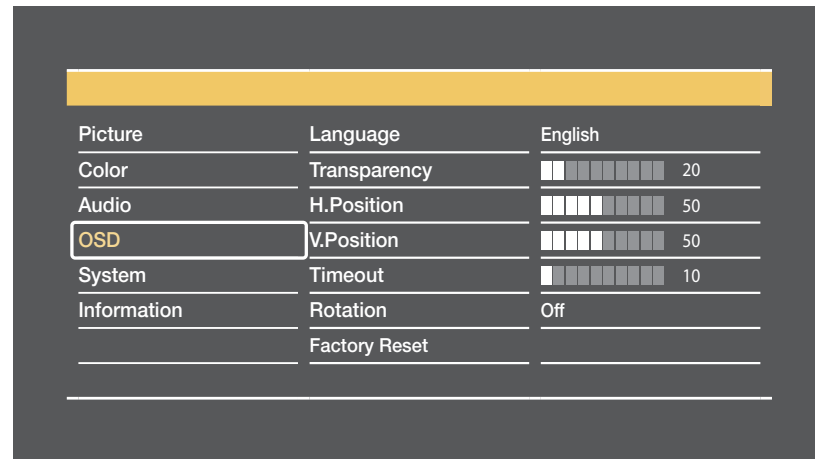 Picture Language English
Color Transparency 20
Audio H.Position 50
OSD V.Position 50
System Timeout 10
Information Rotation Off
Factory Reset